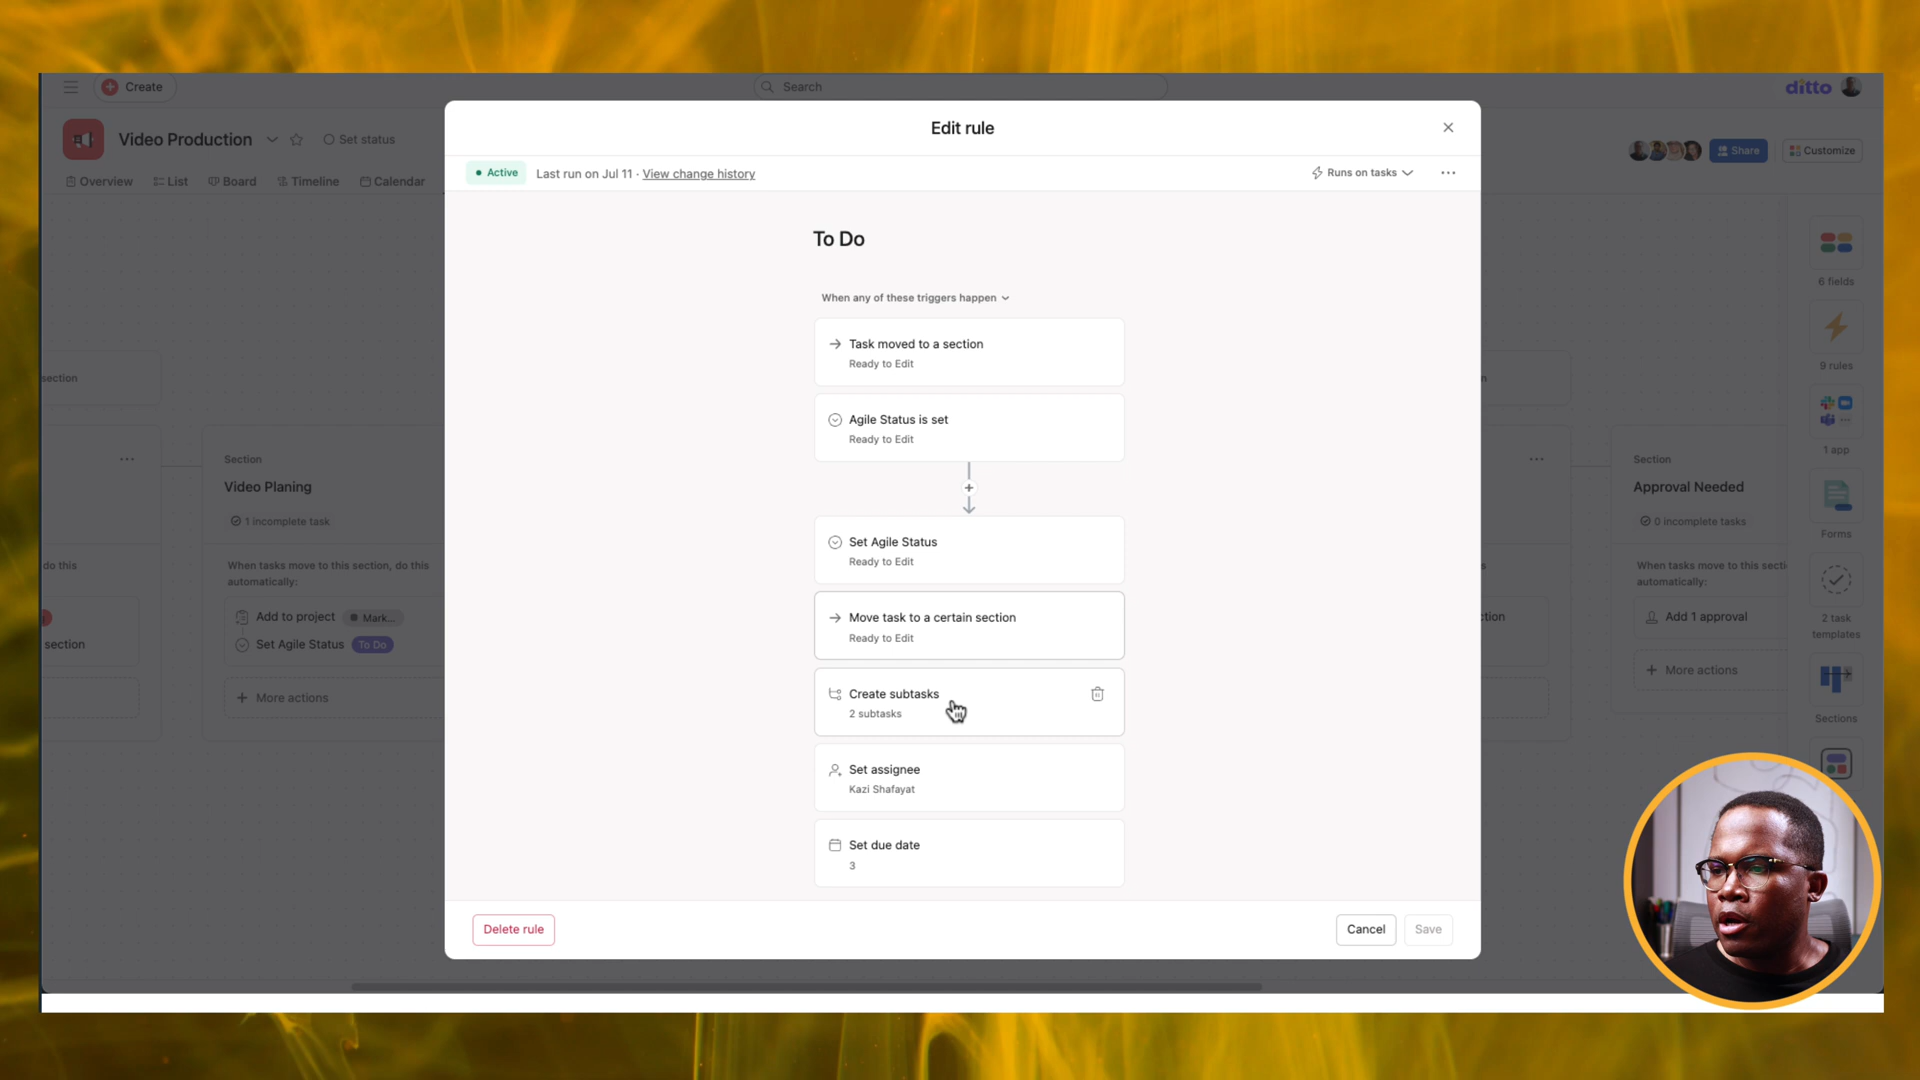 Create
Search
ditto
Video Production
Set status
Share
Customize
Overview
List
Board
Timeline
Calendar
Edit rule
Active
Last run on Jul 11 · View change history
Runs on tasks
To Do
When any of these triggers happen
Task moved to a section
Ready to Edit
Agile Status is set
Ready to Edit
Set Agile Status
Ready to Edit
Move task to a certain section
Ready to Edit
Create subtasks
2 subtasks
Set assignee
Kazi Shafayat
Set due date
3
Delete rule
Cancel
Save
section
do this
section
Section
Video Planing
1 incomplete task
When tasks move to this section, do this
automatically:
Add to project
Mark...
Set Agile Status
To Do
+ More actions
Section
Approval Needed
0 incomplete tasks
When tasks move to this secti
automatically:
Add 1 approval
+ More actions
6 fields
9 rules
1 app
Forms
2 task
templates
Sections